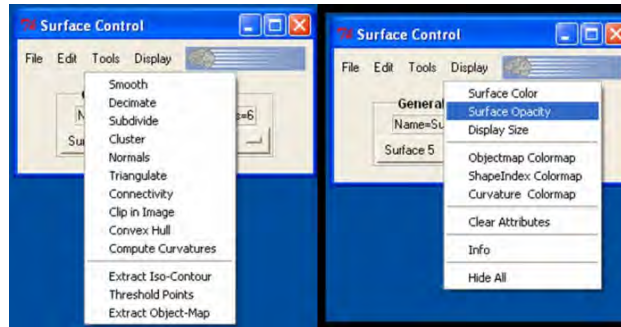 Surface Control
File Edit Tools Display
Smooth
Decimate
Subdivide
Cluster
Normals
Triangulate
Connectivity
Clip in Image
Convex Hull
Compute Curvatures
Extract Iso-Contour
Threshold Points
Extract Object-Map
s=6
Surface Control
File Edit Tools Display
General
Name=Su
Surface 5
Surface Color
Surface Opacity
Display Size
Objectmap Colormap
ShapeIndex Colormap
Curvature Colormap
Clear Attributes
Info
Hide All